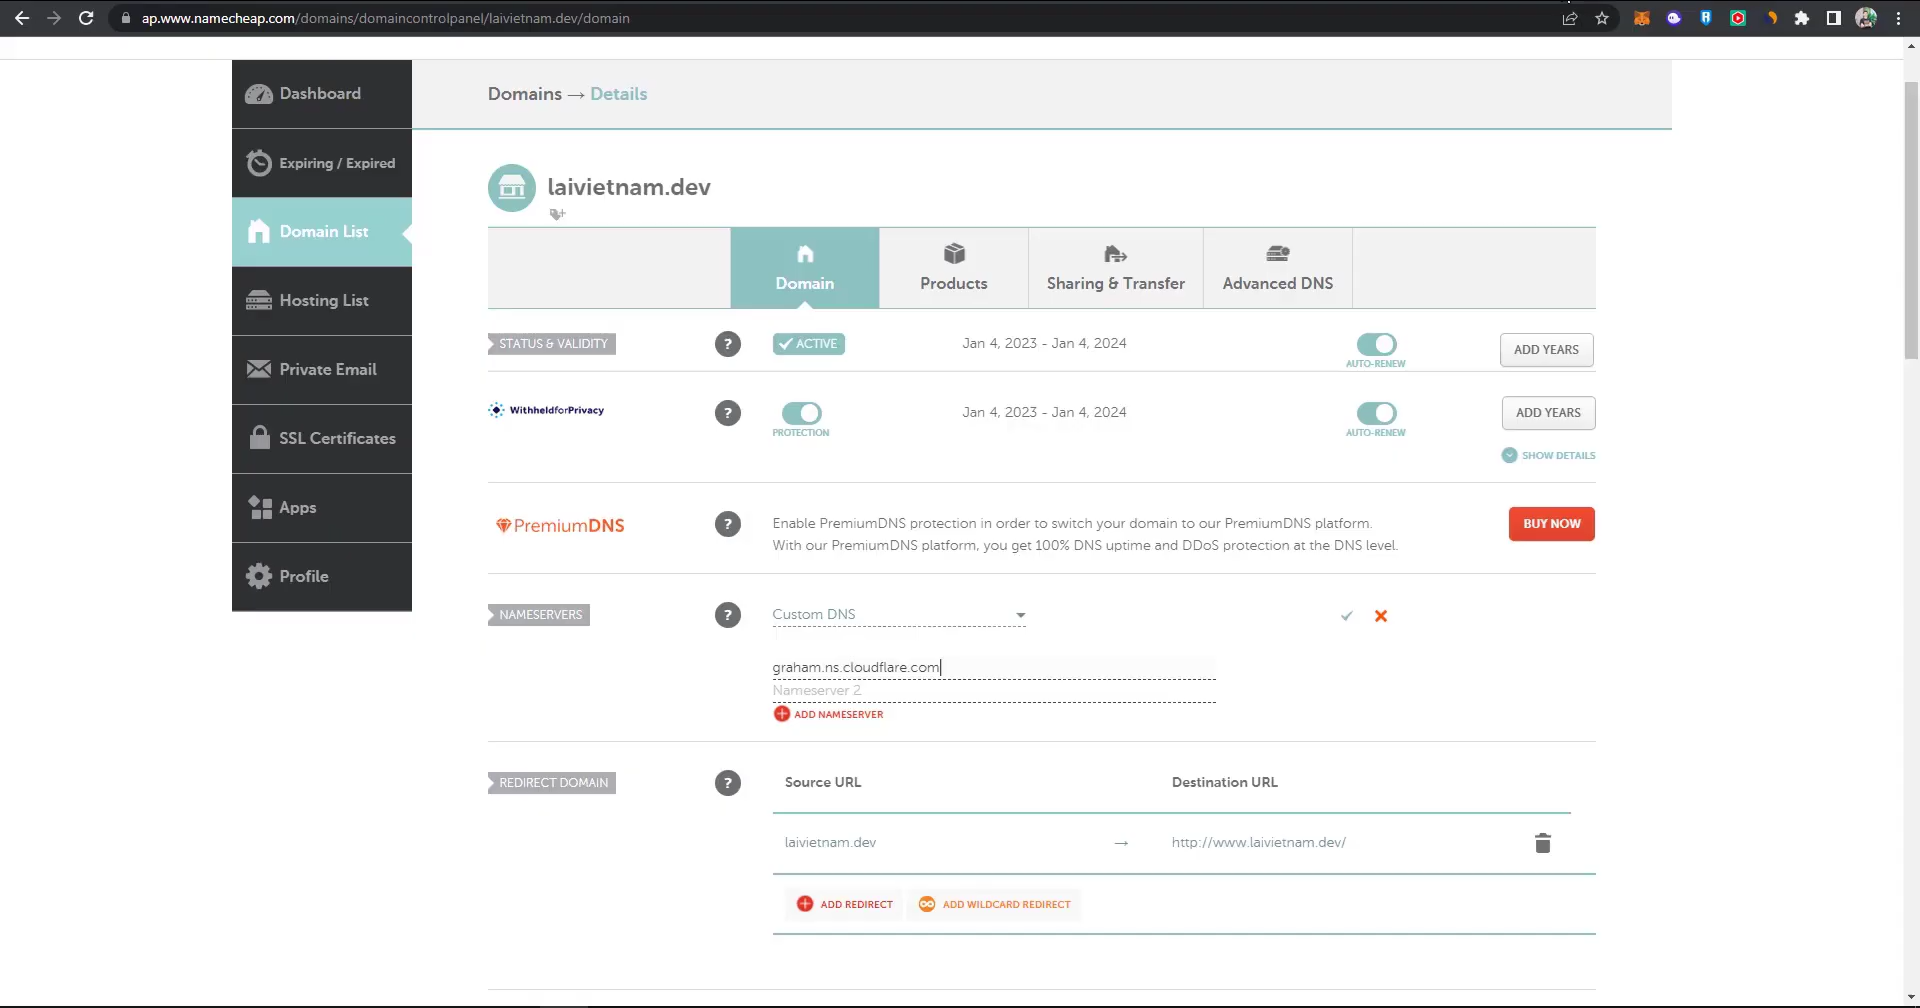 ap.www.namecheap.com/domains/domaincontrolpanel/laivietnam.dev/domain
Dashboard
Expiring / Expired
Domain List
Hosting List
Private Email
SSL Certificates
Apps
Profile
Domains → Details
laivietnam.dev
Domain
Products
Sharing & Transfer
Advanced DNS
STATUS & VALIDITY
?
ACTIVE
Jan 4, 2023 - Jan 4, 2024
AUTO-RENEW
ADD YEARS
WithheldforPrivacy
?
PROTECTION
Jan 4, 2023 - Jan 4, 2024
AUTO-RENEW
ADD YEARS
SHOW DETAILS
PremiumDNS
?
Enable PremiumDNS protection in order to switch your domain to our PremiumDNS platform.
With our PremiumDNS platform, you get 100% DNS uptime and DDoS protection at the DNS level.
BUY NOW
NAMESERVERS
?
Custom DNS
graham.ns.cloudflare.com
Nameserver 2
ADD NAMESERVER
REDIRECT DOMAIN
?
Source URL
Destination URL
laivietnam.dev
→
http://www.laivietnam.dev/
ADD REDIRECT
ADD WILDCARD REDIRECT